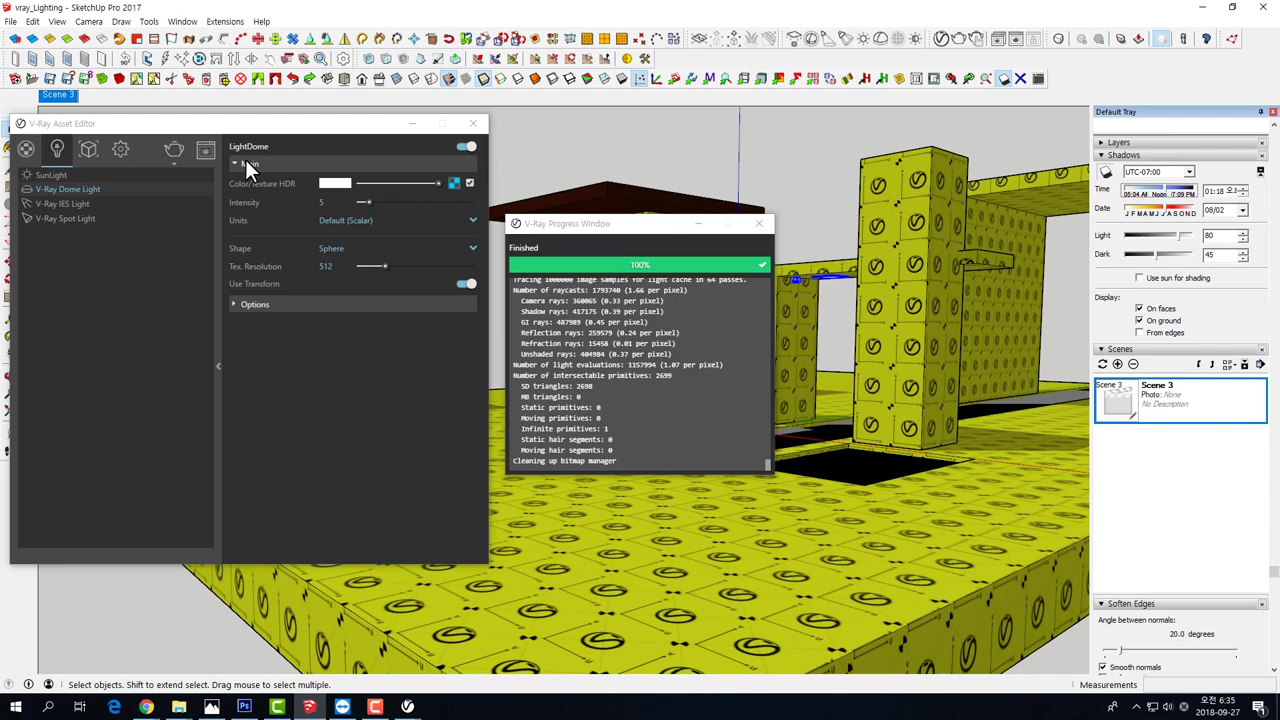 vray_Lighting - SketchUp Pro 2017
File Edit View Camera Draw Tools Window Extensions Help
Scene 3
V-Ray Asset Editor
SunLight
V-Ray Dome Light
V-Ray IES Light
V-Ray Spot Light
LightDome
Main
Color/Texture HDR
Intensity 5
Units Default (Scalar)
Shape Sphere
Tex. Resolution 512
Use Transform
Options
V-Ray Progress Window
Finished
100%
Tracing 1000000 image samples for light cache in 64 passes.
Number of raycasts: 1793740 (1.66 per pixel)
Camera rays: 360065 (0.33 per pixel)
Shadow rays: 417175 (0.39 per pixel)
GI rays: 487989 (0.45 per pixel)
Reflection rays: 259579 (0.24 per pixel)
Refraction rays: 15458 (0.01 per pixel)
Unshaded rays: 404984 (0.37 per pixel)
Number of light evaluations: 1157994 (1.07 per pixel)
Number of intersectable primitives: 2699
SD triangles: 2698
MB triangles: 0
Static primitives: 0
Moving primitives: 0
Infinite primitives: 1
Static hair segments: 0
Moving hair segments: 0
Cleaning up bitmap manager
Default Tray
Layers
Shadows
UTC-07:00
Time 05:04 AM Noon 7:09 PM 01:18
Date J F M A M J J A S O N D 08/02
Light 80
Dark 45
Use sun for shading
Display:
On faces
On ground
From edges
Scenes
Scene 3
Scene 3
Photo: None
No Description
Soften Edges
Angle between normals
20.0 degrees
Smooth normals
Select objects. Shift to extend select. Drag mouse to select multiple.
Measurements
오전 6:35
2018-09-27